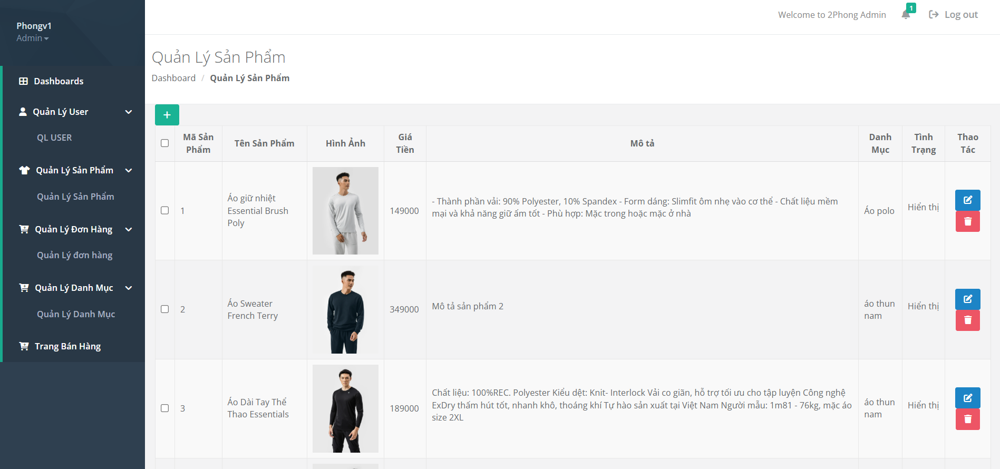 Phongv1
Admin
Dashboards
Quản Lý User
QL USER
Quản Lý Sản Phẩm
Quản Lý Sản Phẩm
Quản Lý Đơn Hàng
Quản Lý đơn hàng
Quản Lý Danh Mục
Quản Lý Danh Mục
Trang Bán Hàng
Welcome to 2Phong Admin
1
Log out
Quản Lý Sản Phẩm
Dashboard / Quản Lý Sản Phẩm
+
Mã Sản
Phẩm
Tên Sản Phẩm
Hình Ảnh
Giá
Tiền
Mô tả
Danh
Mục
Tình
Trạng
Thao
Tác
1
Áo giữ nhiệt
Essential Brush
Poly
149000
- Thành phần vải: 90% Polyester, 10% Spandex - Form dáng: Slimfit ôm nhẹ vào cơ thể - Chất liệu mềm
mại và khả năng giữ ấm tốt - Phù hợp: Mặc trong hoặc mặc ở nhà
Áo polo
Hiển thị
2
Áo Sweater
French Terry
349000
Mô tả sản phẩm 2
áo thun
nam
Hiển thị
3
Áo Dài Tay Thể
Thao Essentials
189000
Chất liệu: 100%REC. Polyester Kiểu dệt: Knit- Interlock Vải co giãn, hỗ trợ tối ưu cho tập luyện Công nghệ
ExDry thấm hút tốt, nhanh khô, thoáng khí Tự hào sản xuất tại Việt Nam Người mẫu: 1m81 - 76kg, mặc áo
size 2XL
áo thun
nam
Hiển thị